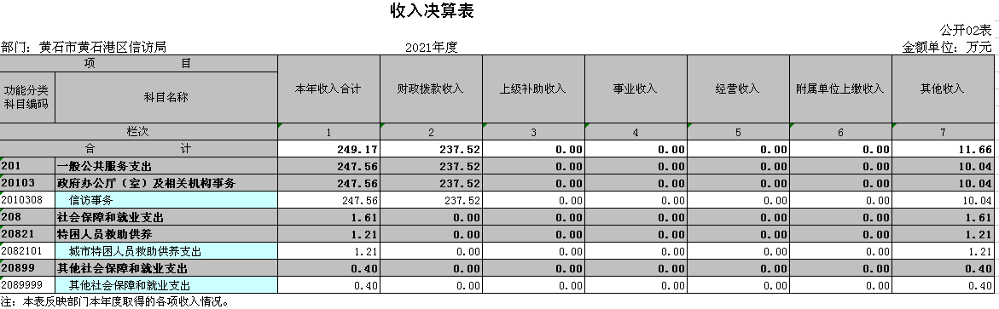 收入决算表
公开02表
部门：黄石市黄石港区信访局 2021年度 金额单位：万元
项 目
功能分类科目编码 科目名称 本年收入合计 财政拨款收入 上级补助收入 事业收入 经营收入 附属单位上缴收入 其他收入
栏次 1 2 3 4 5 6 7
合 计 249.17 237.52 0.00 0.00 0.00 0.00 11.66
201 一般公共服务支出 247.56 237.52 0.00 0.00 0.00 0.00 10.04
20103 政府办公厅（室）及相关机构事务 247.56 237.52 0.00 0.00 0.00 0.00 10.04
2010308 信访事务 247.56 237.52 0.00 0.00 0.00 0.00 10.04
208 社会保障和就业支出 1.61 0.00 0.00 0.00 0.00 0.00 1.61
20821 特困人员救助供养 1.21 0.00 0.00 0.00 0.00 0.00 1.21
2082101 城市特困人员救助供养支出 1.21 0.00 0.00 0.00 0.00 0.00 1.21
20899 其他社会保障和就业支出 0.40 0.00 0.00 0.00 0.00 0.00 0.40
2089999 其他社会保障和就业支出 0.40 0.00 0.00 0.00 0.00 0.00 0.40
注：本表反映部门本年度取得的各项收入情况。